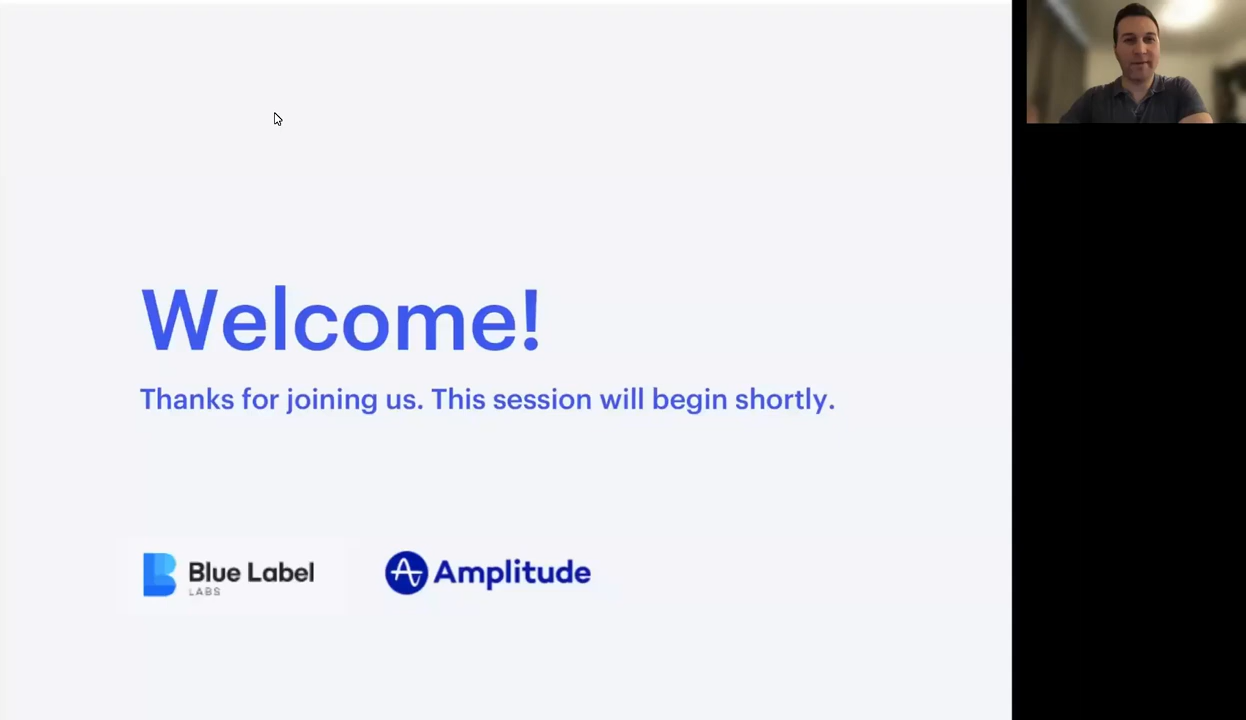 Welcome!
Thanks for joining us. This session will begin shortly.
Blue Label
LABS
Amplitude